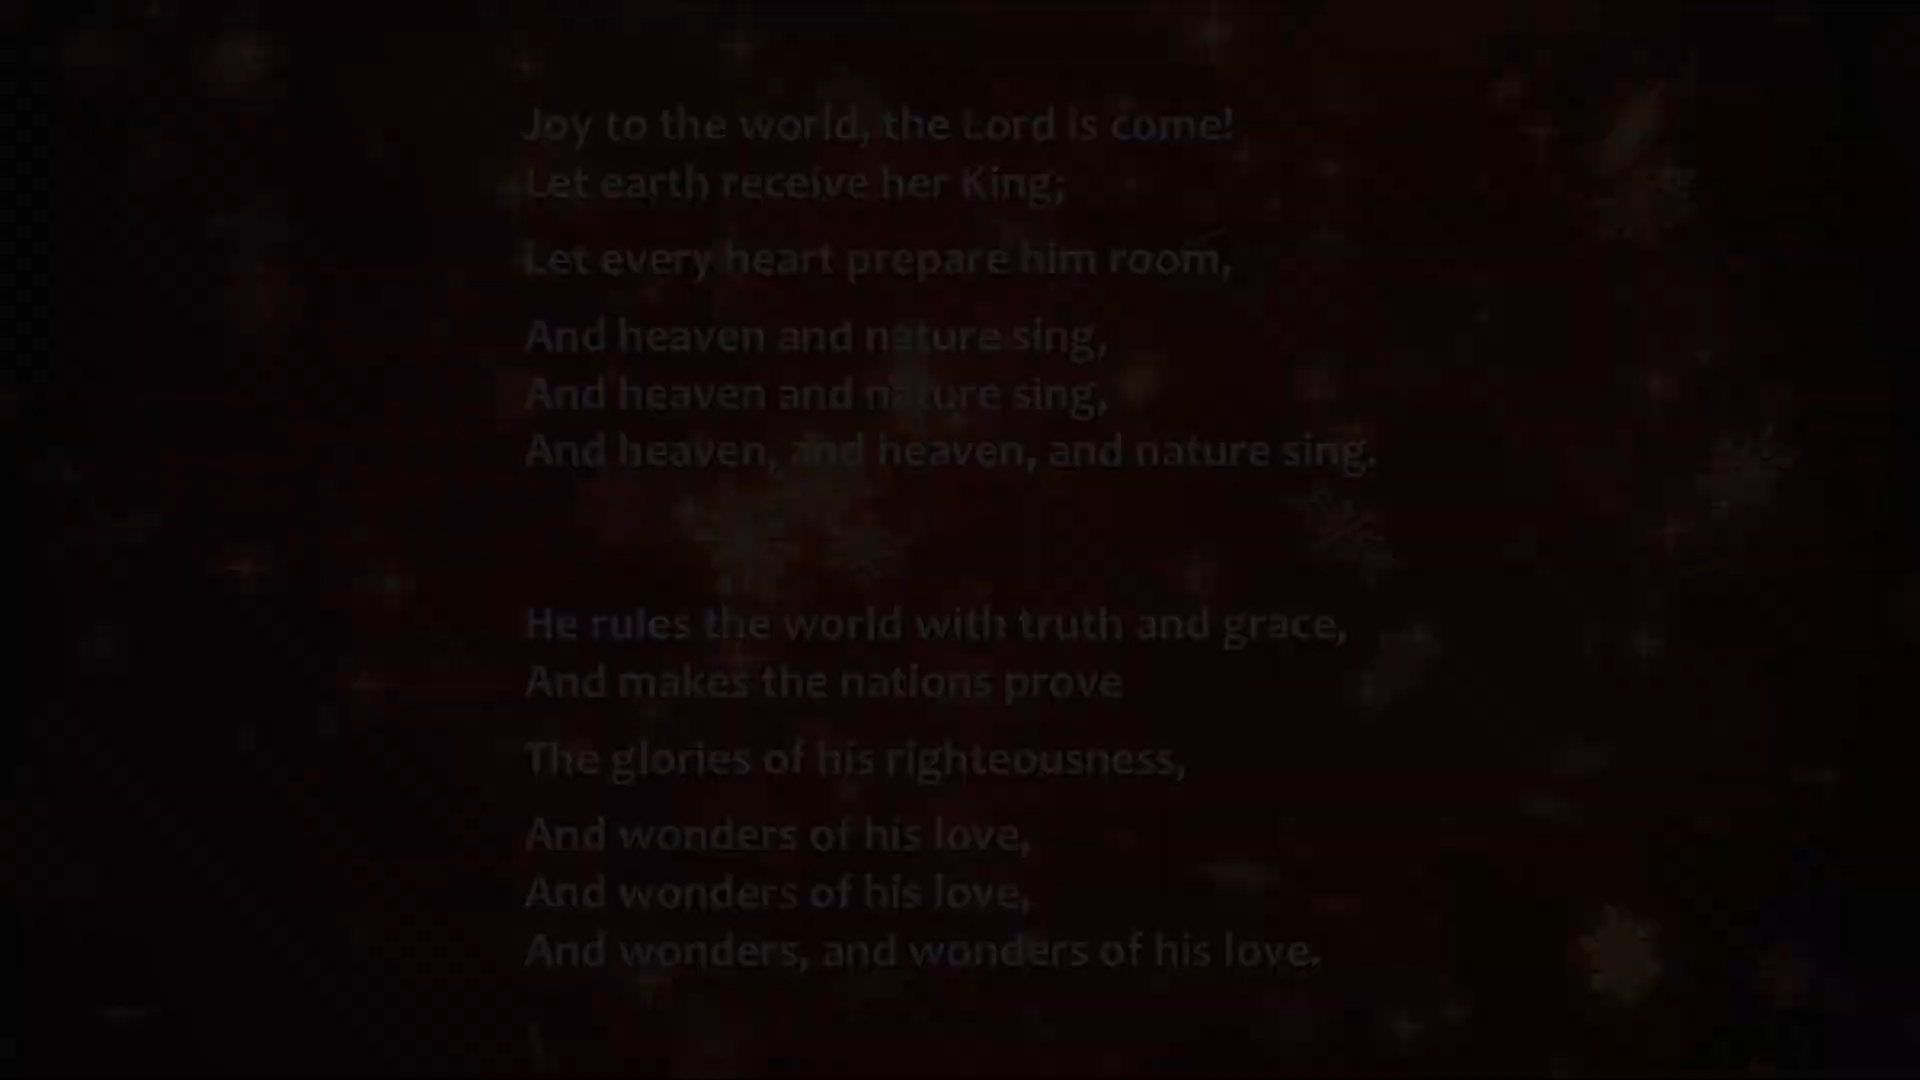 Joy to the world, the Lord is come!
Let earth receive her King;
Let every heart prepare him room,
And heaven and nature sing,
And heaven and nature sing,
And heaven, and heaven, and nature sing.
He rules the world with truth and grace,
And makes the nations prove
The glories of his righteousness,
And wonders of his love,
And wonders of his love,
And wonders, and wonders of his love.